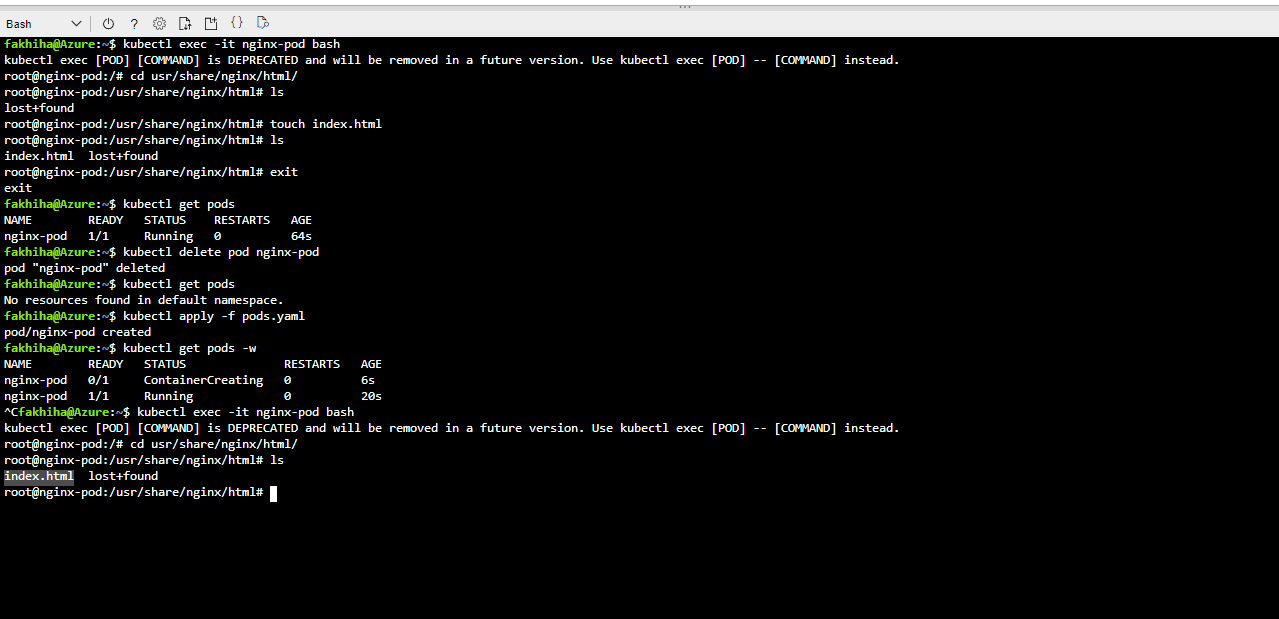 Bash
?
{}
fakhiha@Azure:~$ kubectl exec -it nginx-pod bash
kubectl exec [POD] [COMMAND] is DEPRECATED and will be removed in a future version. Use kubectl exec [POD] -- [COMMAND] instead.
root@nginx-pod:/# cd usr/share/nginx/html/
root@nginx-pod:/usr/share/nginx/html# ls
lost+found
root@nginx-pod:/usr/share/nginx/html# touch index.html
root@nginx-pod:/usr/share/nginx/html# ls
index.html  lost+found
root@nginx-pod:/usr/share/nginx/html# exit
exit
fakhiha@Azure:~$ kubectl get pods
NAME        READY   STATUS    RESTARTS   AGE
nginx-pod   1/1     Running   0          64s
fakhiha@Azure:~$ kubectl delete pod nginx-pod
pod "nginx-pod" deleted
fakhiha@Azure:~$ kubectl get pods
No resources found in default namespace.
fakhiha@Azure:~$ kubectl apply -f pods.yaml
pod/nginx-pod created
fakhiha@Azure:~$ kubectl get pods -w
NAME        READY   STATUS              RESTARTS   AGE
nginx-pod   0/1     ContainerCreating   0          6s
nginx-pod   1/1     Running             0          20s
^Cfakhiha@Azure:~$ kubectl exec -it nginx-pod bash
kubectl exec [POD] [COMMAND] is DEPRECATED and will be removed in a future version. Use kubectl exec [POD] -- [COMMAND] instead.
root@nginx-pod:/# cd usr/share/nginx/html/
root@nginx-pod:/usr/share/nginx/html# ls
index.html  lost+found
root@nginx-pod:/usr/share/nginx/html#